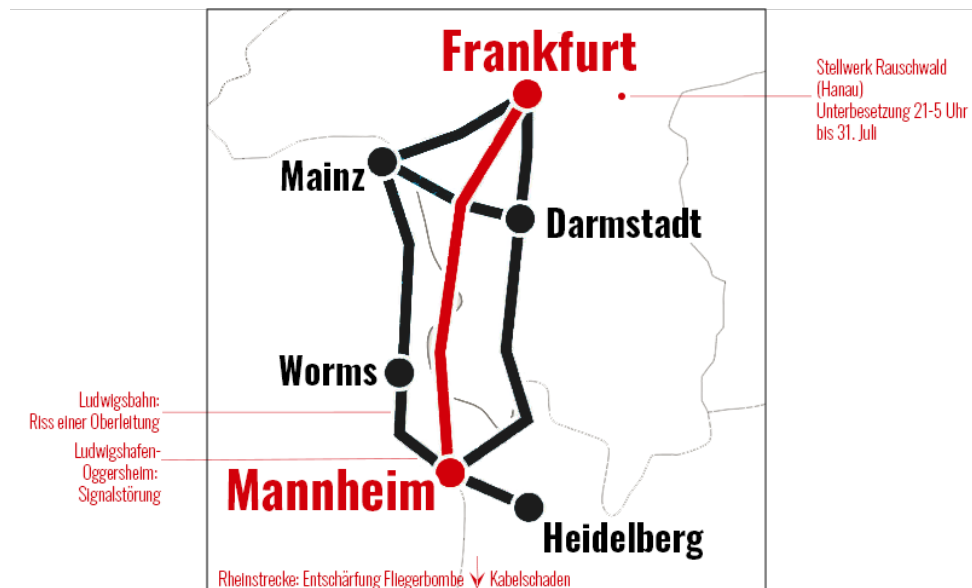 Frankfurt
Stellwerk Rauschwald
(Hanau)
Unterbesetzung 21-5 Uhr
bis 31. Juli
Mainz
Darmstadt
Worms
Ludwigsbahn:
Riss einer Oberleitung
Ludwigshafen-
Oggersheim:
Signalstörung
Mannheim
Heidelberg
Rheinstrecke: Entschärfung Fliegerbombe Kabelschaden